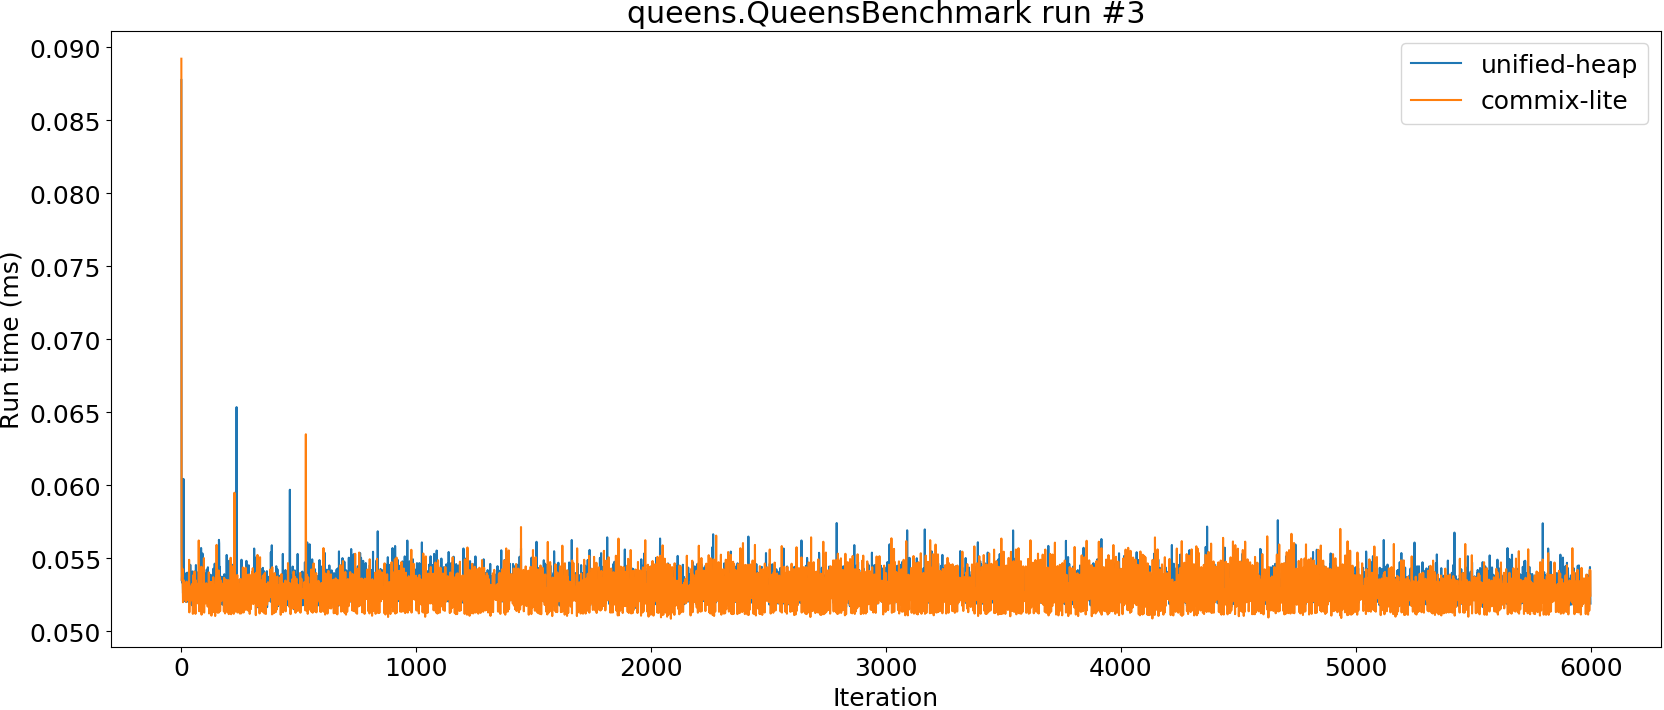 queens.QueensBenchmark run #3
unified-heap
commix-lite
Run time (ms)
0.090
0.085
0.080
0.075
0.070
0.065
0.060
0.055
0.050
0 1000 2000 3000 4000 5000 6000
Iteration